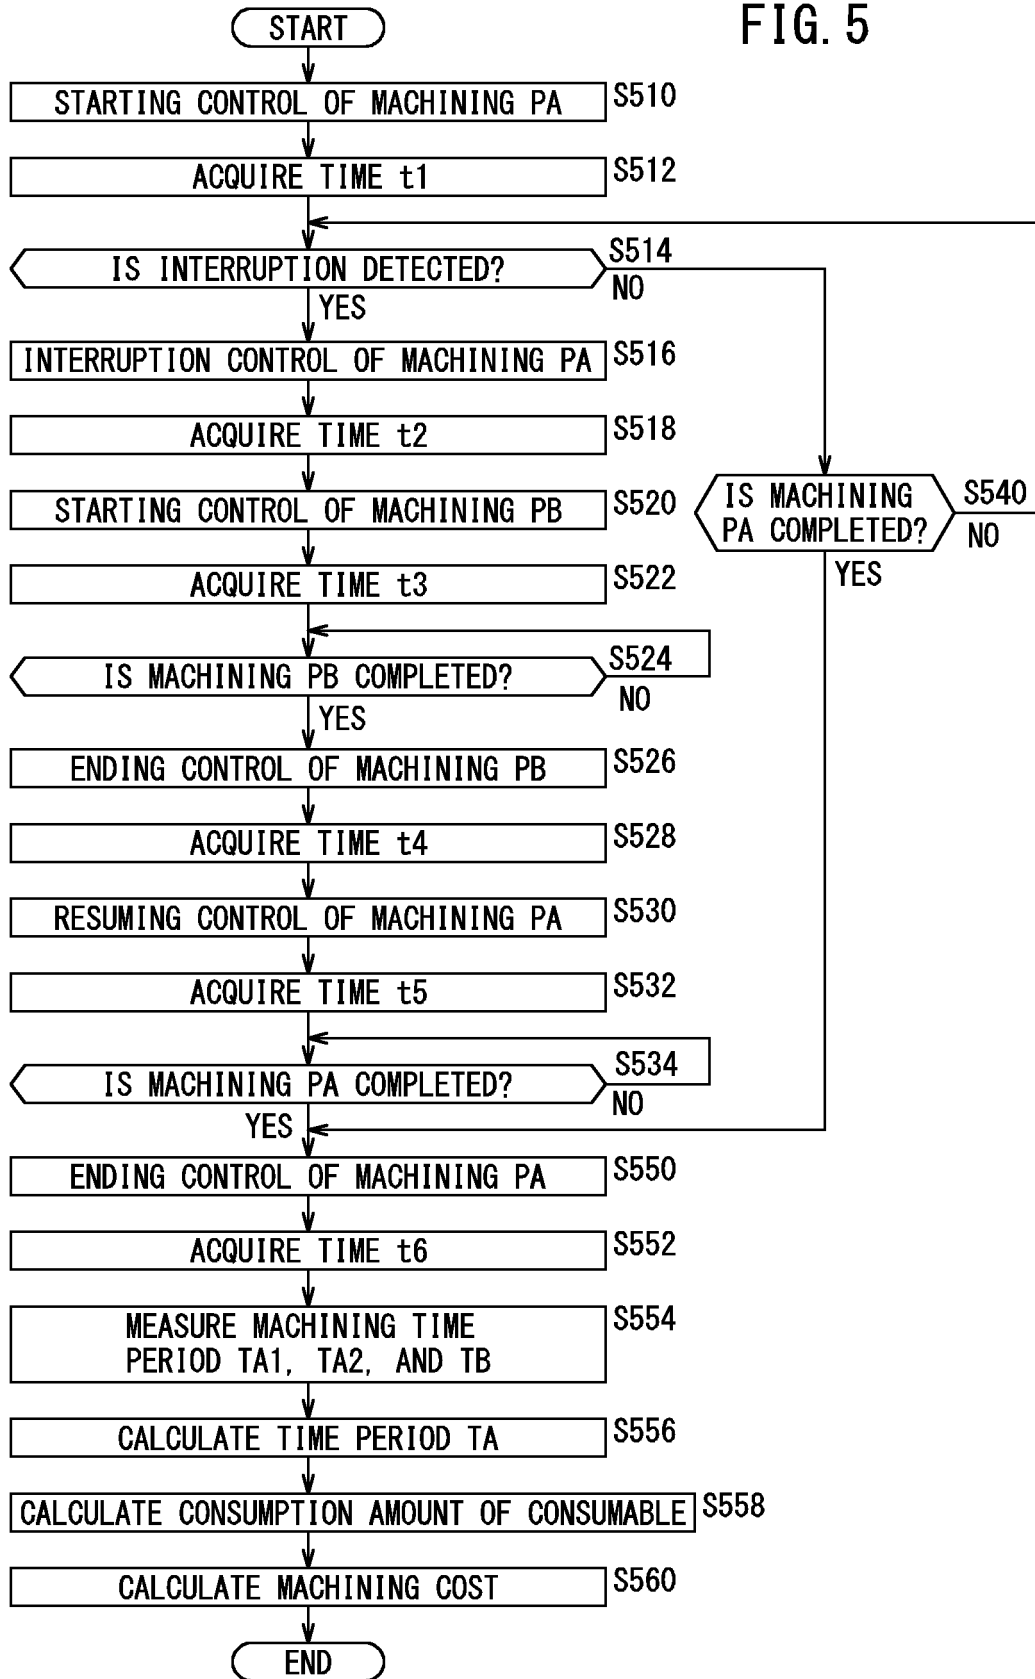 FIG. 5
START
STARTING CONTROL OF MACHINING PA
S510
ACQUIRE TIME t1
S512
IS INTERRUPTION DETECTED?
S514
NO
YES
INTERRUPTION CONTROL OF MACHINING PA
S516
ACQUIRE TIME t2
S518
STARTING CONTROL OF MACHINING PB
S520
IS MACHINING
PA COMPLETED?
S540
NO
YES
ACQUIRE TIME t3
S522
IS MACHINING PB COMPLETED?
S524
NO
YES
ENDING CONTROL OF MACHINING PB
S526
ACQUIRE TIME t4
S528
RESUMING CONTROL OF MACHINING PA
S530
ACQUIRE TIME t5
S532
IS MACHINING PA COMPLETED?
S534
NO
YES
ENDING CONTROL OF MACHINING PA
S550
ACQUIRE TIME t6
S552
MEASURE MACHINING TIME
PERIOD TA1, TA2, AND TB
S554
CALCULATE TIME PERIOD TA
S556
CALCULATE CONSUMPTION AMOUNT OF CONSUMABLE
S558
CALCULATE MACHINING COST
S560
END